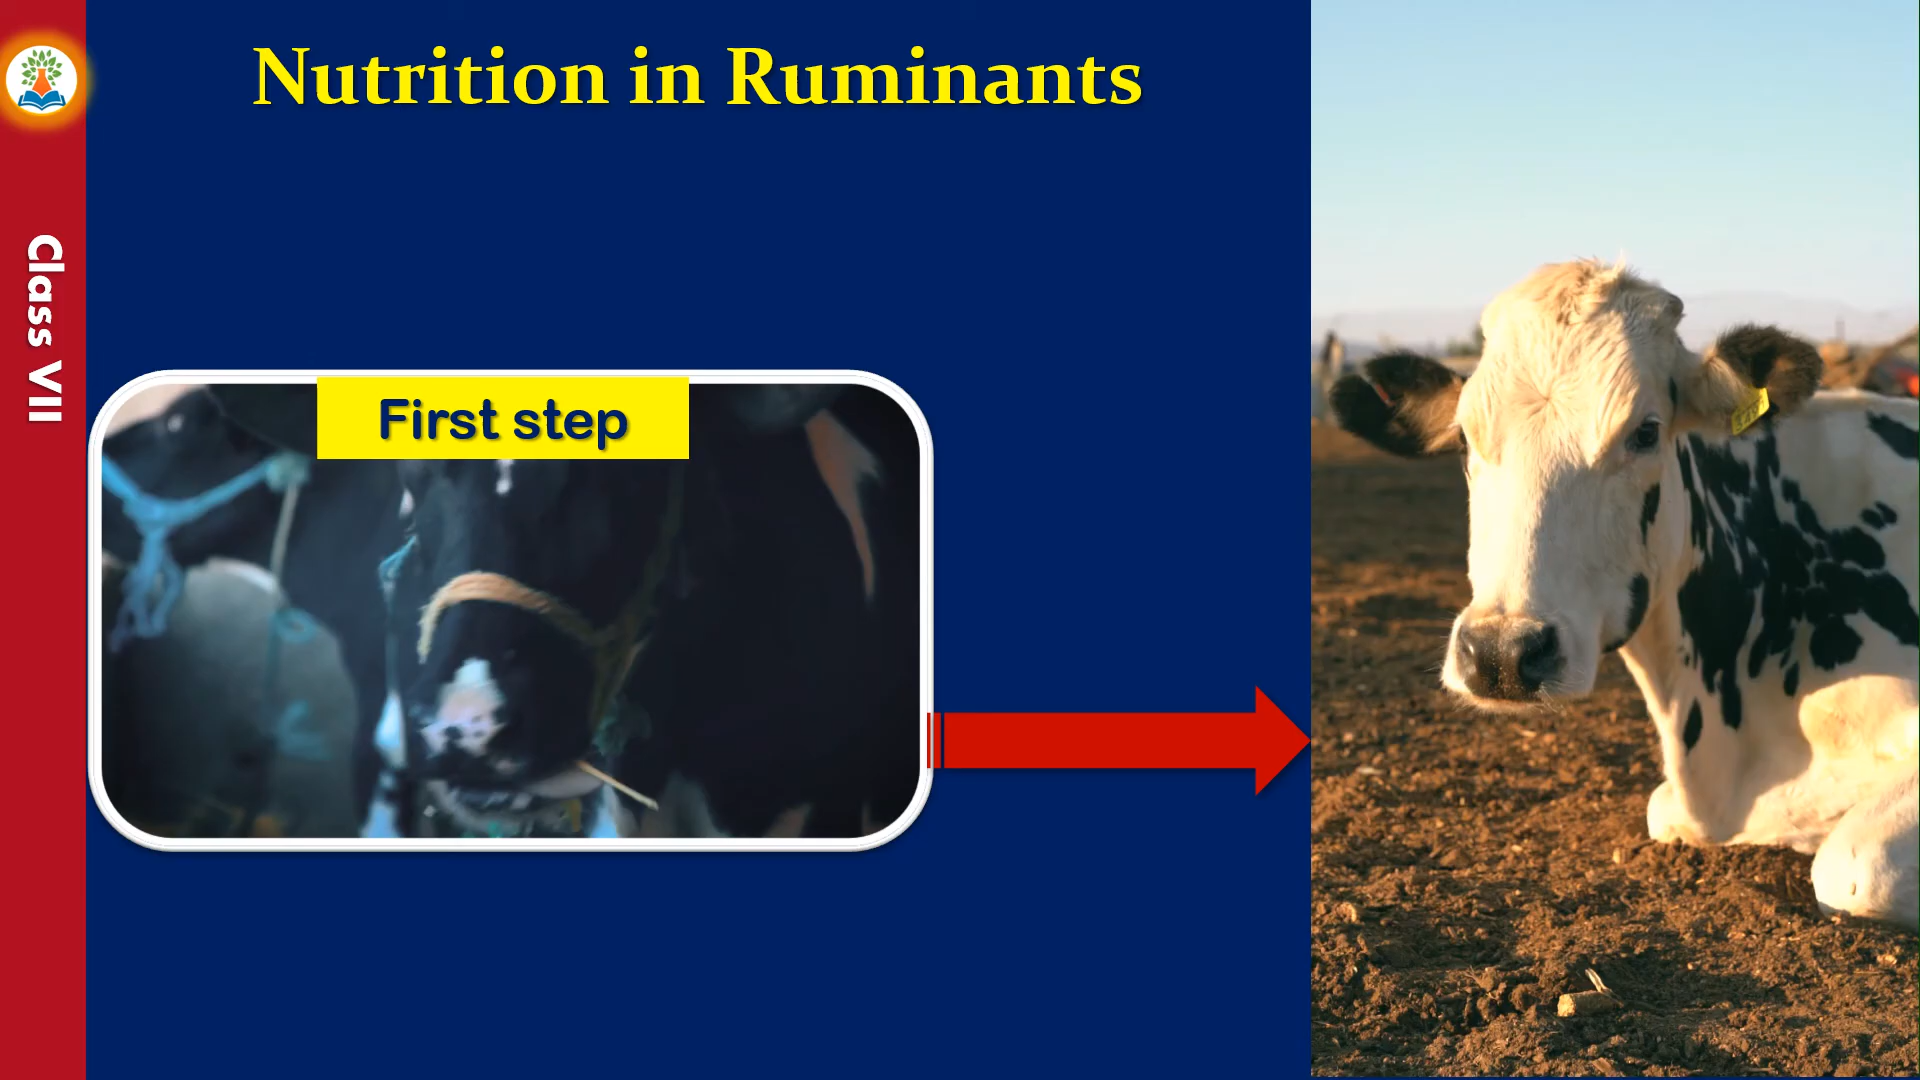 Nutrition in Ruminants
Class VII
First step